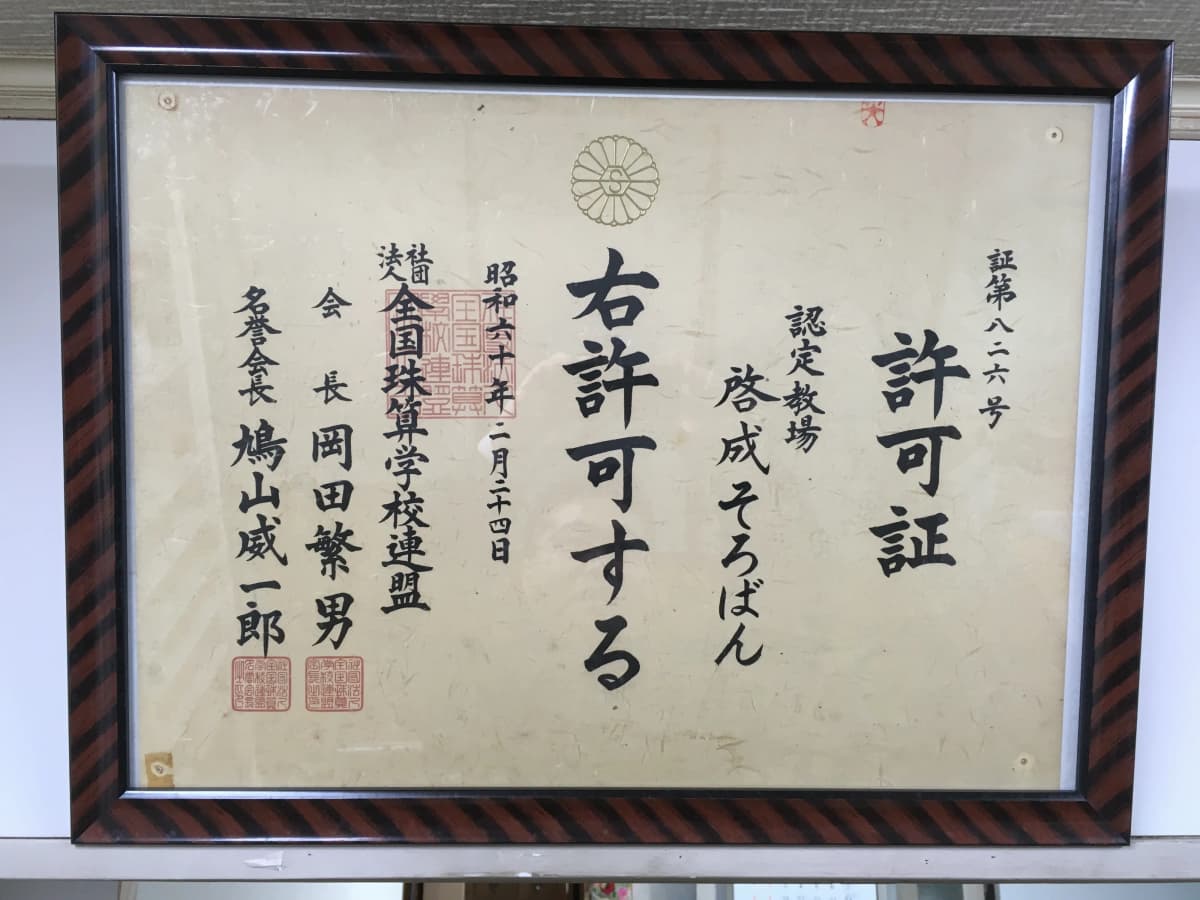 証第八二六号
許可証
認定教場
啓成そろばん
右許可する
昭和六十年二月二十四日
社団法人全国珠算学校連盟
会長 岡田繁男
名誉会長 鳩山威一郎
S